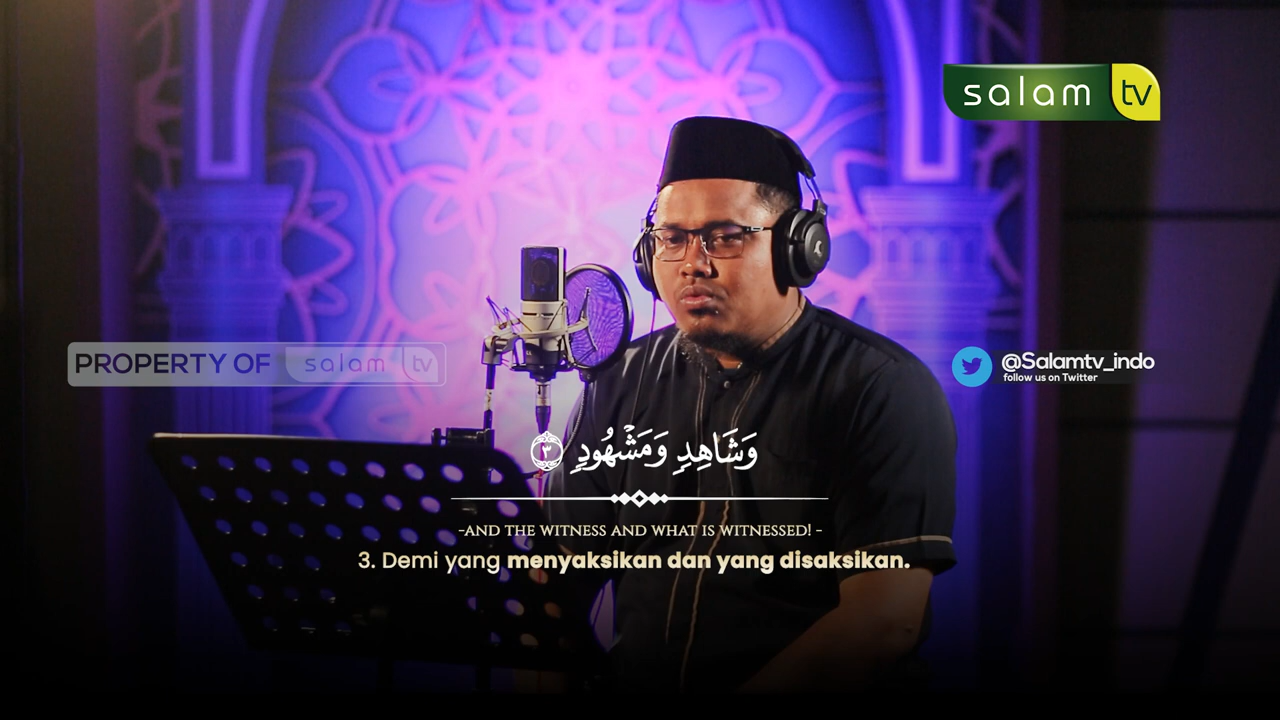 salam tv
PROPERTY OF salam tv
@Salamtv_indo
follow us on Twitter
وَشَاهِدٍ وَمَشْهُودٍ ٣
-AND THE WITNESS AND WHAT IS WITNESSED! -
3. Demi yang menyaksikan dan yang disaksikan.